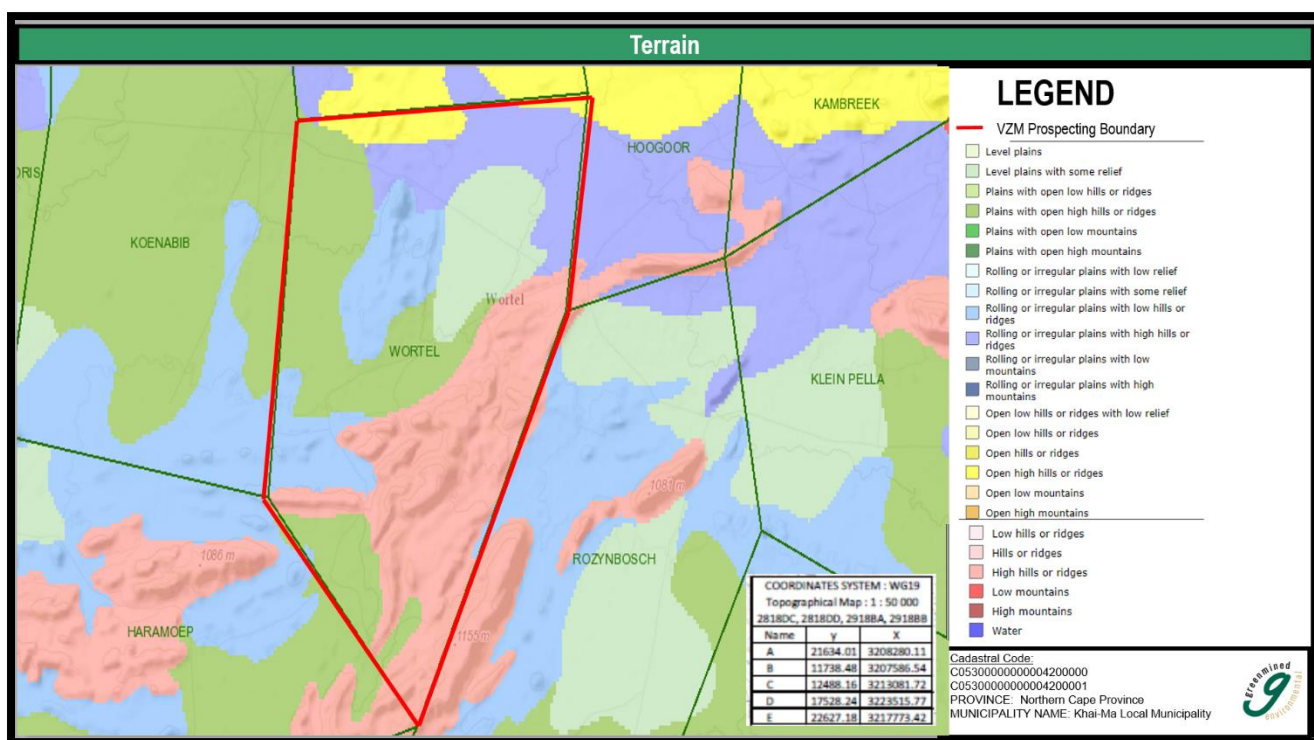 Terrain
KAMBREEK
HOOGOOR
ORIS
KOENABIB
Wortel
WORTEL
KLEIN PELLA
1081 m
1086 m
ROZYNBOSCH
HARAMOEP
1155 m
COORDINATES SYSTEM : WG19
Topographical Map : 1 : 50 000
2818DC, 2818DD, 2918BA, 2918BB
Name y X
A 21634.01 3208280.11
B 11738.48 3207586.54
C 12488.16 3213081.72
D 17528.24 3223515.77
E 22627.18 3217773.42
LEGEND
VZM Prospecting Boundary
Level plains
Level plains with some relief
Plains with open low hills or ridges
Plains with open high hills or ridges
Plains with open low mountains
Plains with open high mountains
Rolling or irregular plains with low relief
Rolling or irregular plains with some relief
Rolling or irregular plains with low hills or
ridges
Rolling or irregular plains with high hills or
ridges
Rolling or irregular plains with low
mountains
Rolling or irregular plains with high
mountains
Open low hills or ridges with low relief
Open low hills or ridges
Open hills or ridges
Open high hills or ridges
Open low mountains
Open high mountains
Low hills or ridges
Hills or ridges
High hills or ridges
Low mountains
High mountains
Water
Cadastral Code:
C05300000000004200000
C05300000000004200001
PROVINCE: Northern Cape Province
MUNICIPALITY NAME: Khai-Ma Local Municipality
greenmined
environmental